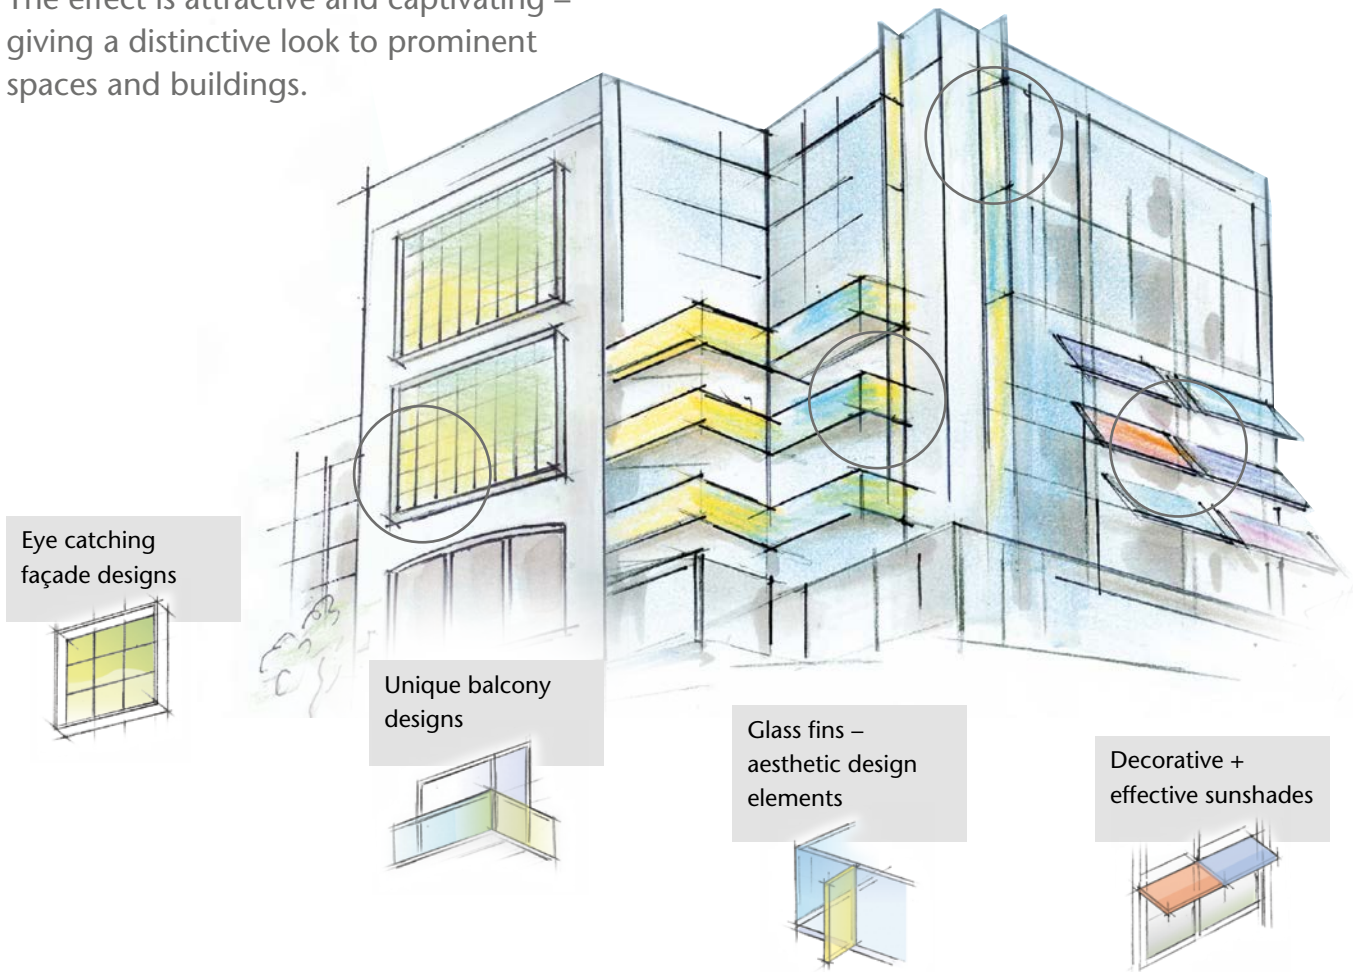 The effect is attractive and captivating –
giving a distinctive look to prominent
spaces and buildings.
Eye catching
façade designs
Unique balcony
designs
Glass fins –
aesthetic design
elements
Decorative +
effective sunshades